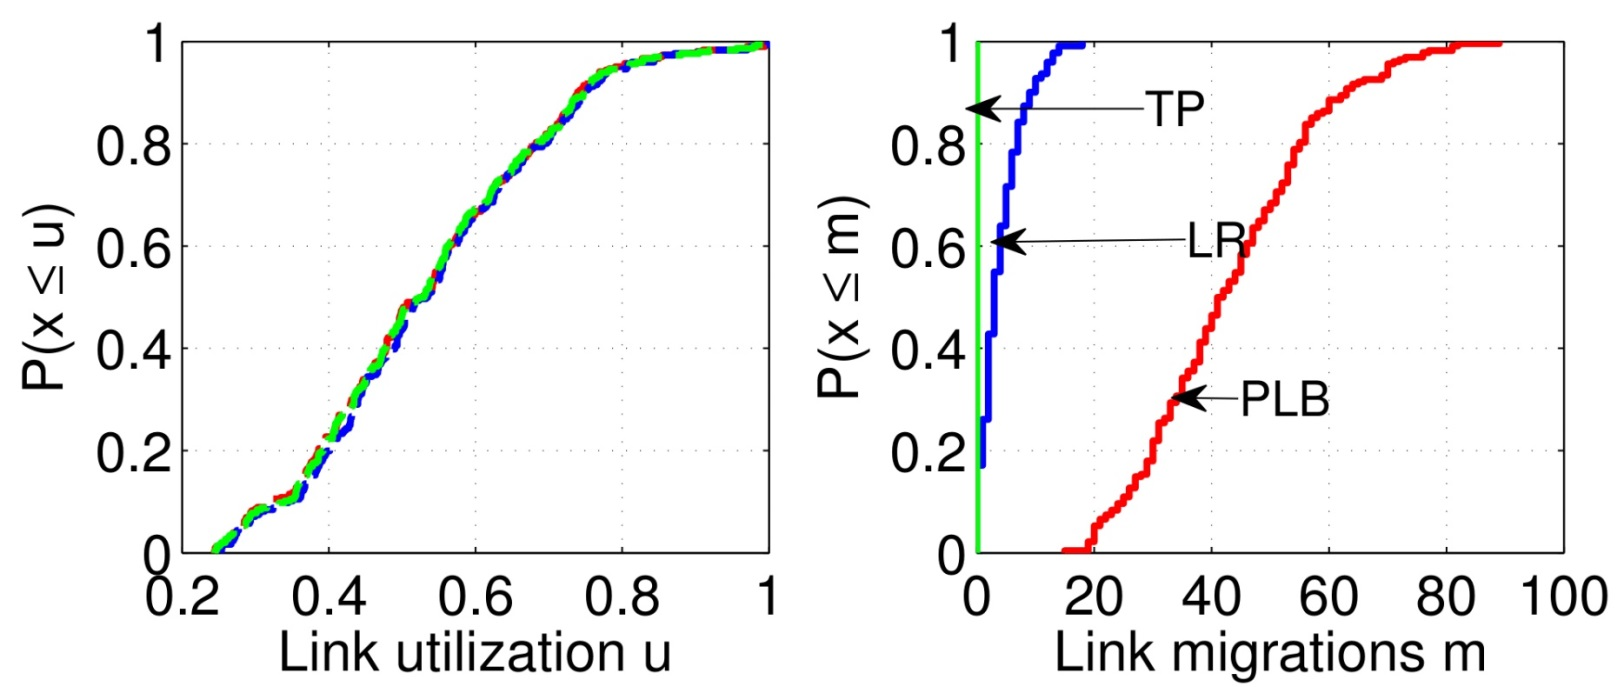 P(x ≤ u)
1
0.8
0.6
0.4
0.2
0
0.2 0.4 0.6 0.8 1
Link utilization u
P(x ≤ m)
1
0.8
0.6
0.4
0.2
0
TP
LR
PLB
0 20 40 60 80 100
Link migrations m